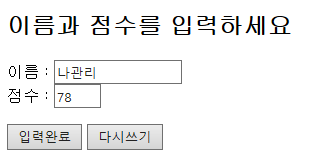 이름과 점수를 입력하세요
이름 : 나관리
점수 : 78
입력완료 다시쓰기